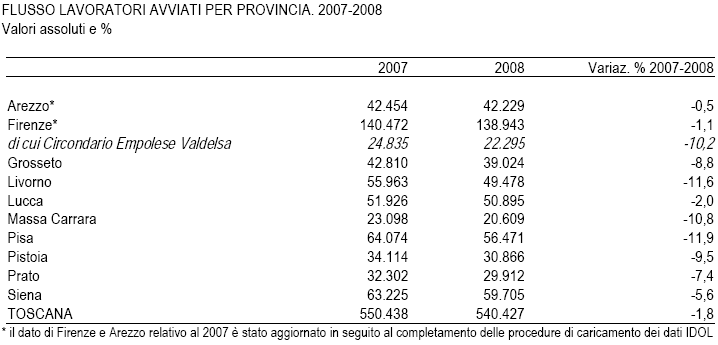 FLUSSO LAVORATORI AVVIATI PER PROVINCIA. 2007-2008
Valori assoluti e %
2007 2008 Variaz. % 2007-2008
Arezzo* 42.454 42.229 -0,5
Firenze* 140.472 138.943 -1,1
di cui Circondario Empolese Valdelsa 24.835 22.295 -10,2
Grosseto 42.810 39.024 -8,8
Livorno 55.963 49.478 -11,6
Lucca 51.926 50.895 -2,0
Massa Carrara 23.098 20.609 -10,8
Pisa 64.074 56.471 -11,9
Pistoia 34.114 30.866 -9,5
Prato 32.302 29.912 -7,4
Siena 63.225 59.705 -5,6
TOSCANA 550.438 540.427 -1,8
* il dato di Firenze e Arezzo relativo al 2007 è stato aggiornato in seguito al completamento delle procedure di caricamento dei dati IDOL